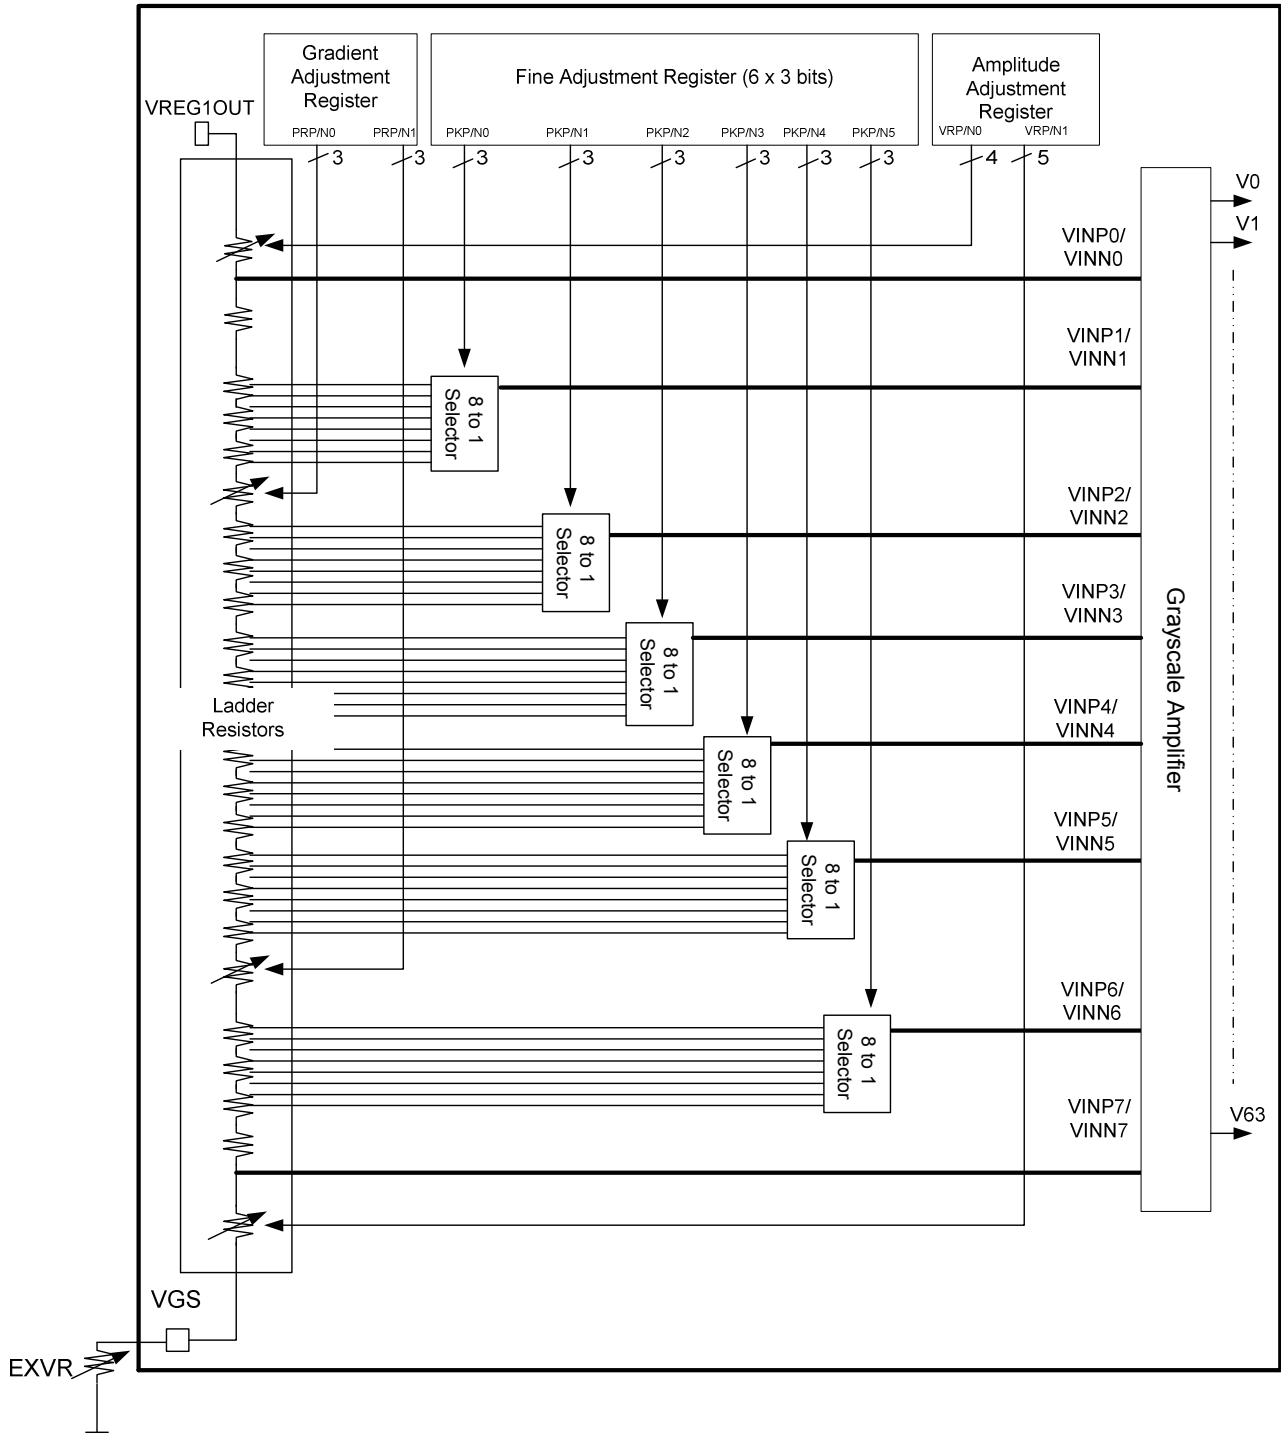 Gradient
Adjustment
Register
Fine Adjustment Register (6 x 3 bits)
Amplitude
Adjustment
Register
VREG1OUT
PRP/N0
PRP/N1
PKP/N0
PKP/N1
PKP/N2
PKP/N3
PKP/N4
PKP/N5
VRP/N0
VRP/N1
3
3
3
3
3
3
3
3
4
5
V0
V1
VINP0/
VINN0
VINP1/
VINN1
8 to 1
Selector
VINP2/
VINN2
8 to 1
Selector
VINP3/
VINN3
8 to 1
Selector
Ladder
Resistors
VINP4/
VINN4
8 to 1
Selector
Grayscale Amplifier
VINP5/
VINN5
8 to 1
Selector
VINP6/
VINN6
8 to 1
Selector
VINP7/
VINN7
V63
VGS
EXVR